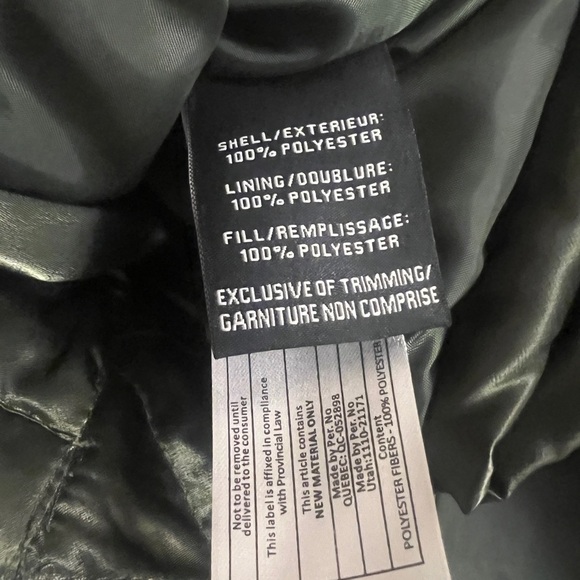 SHELL/EXTERIEUR:
100% POLYESTER
LINING/DOUBLURE:
100% POLYESTER
FILL/REMPLISSAGE:
100% POLYESTER
EXCLUSIVE OF TRIMMING/
GARNITURE NON COMPRISE
Not to be removed until
delivered to the consumer
This label is affixed in compliance
with Provincial Law
This article contains
NEW MATERIAL ONLY
Made by Per. No.
QUEBEC: QC-052898
Made by Per. No.
Utah:1110-21171
Content
POLYESTER FIBERS - 100% POLYESTER